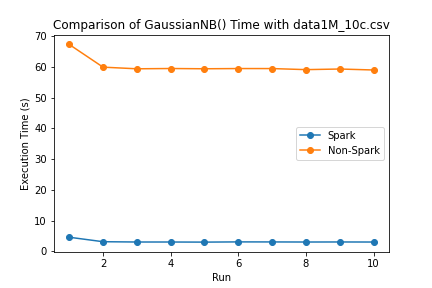 Comparison of GaussianNB() Time with data1M_10c.csv
70
60
50
40
30
20
10
0
Execution Time (s)
Spark
Non-Spark
2
4
6
8
10
Run